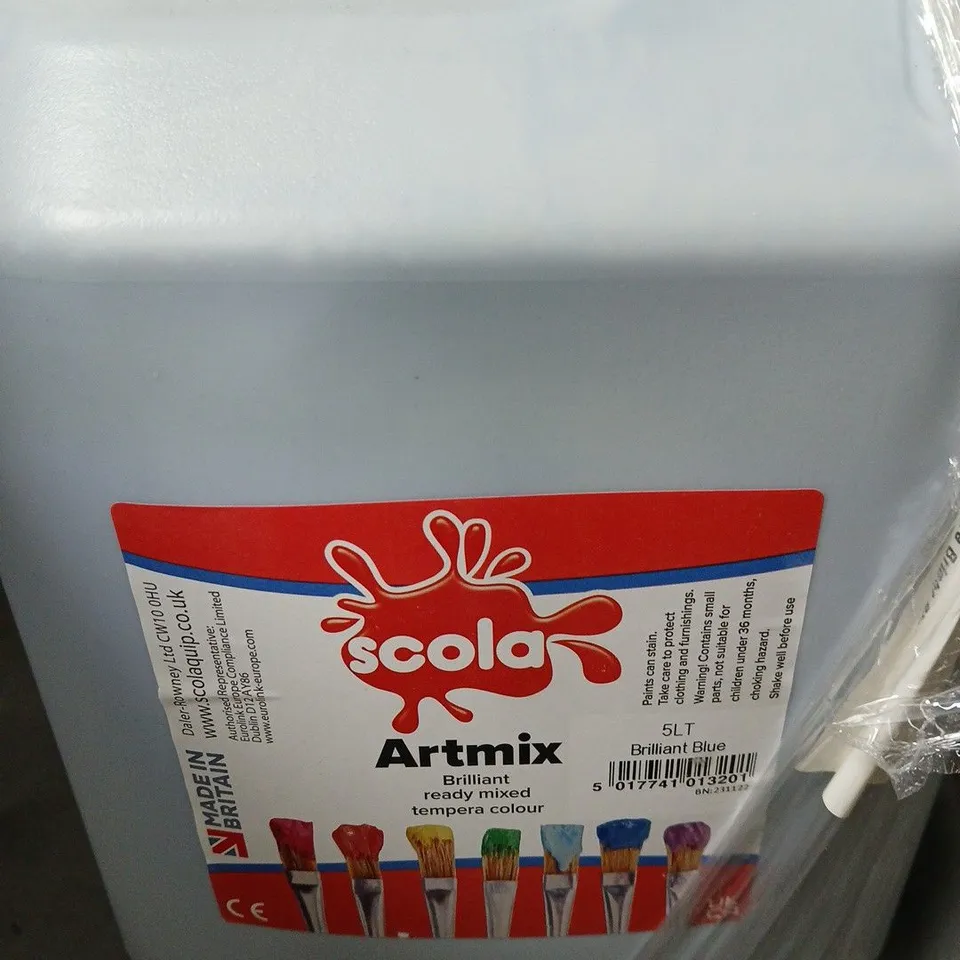 scola
Artmix
Brilliant
ready mixed
tempera colour
Daler-Rowney Ltd CW10 0HU
www.scolaquip.co.uk
Authorised Representative:
Eurolink Europe Compliance Limited
Dublin D12 A786
www.eurolink-europe.com
MADE IN
BRITAIN
CE
Paints can stain.
Take care to protect
clothing and furnishings.
Warning! Contains small
parts, not suitable for
children under 36 months,
choking hazard.
Shake well before use
5LT
Brilliant Blue
5 017741 013201